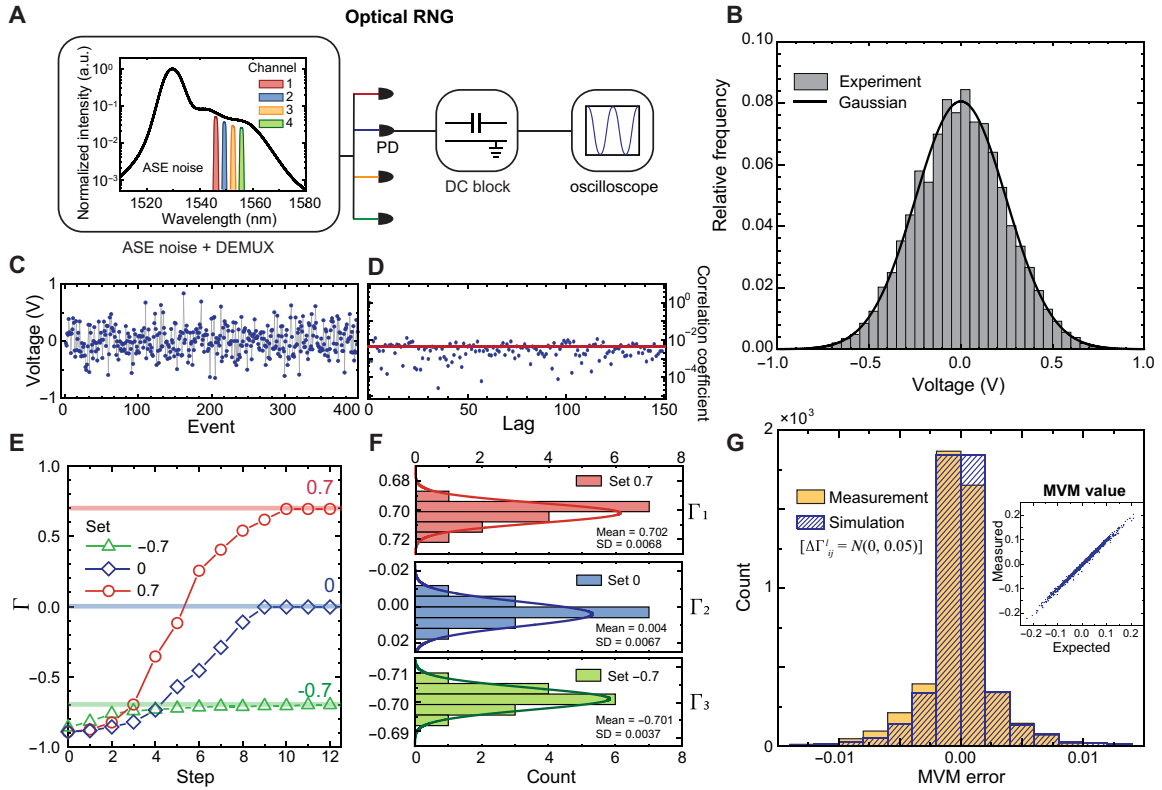 A
Optical RNG
Normalized intensity (a.u.)
10⁰
10⁻¹
10⁻²
10⁻³
Channel
1
2
3
4
ASE noise
1520 1540 1560 1580
Wavelength (nm)
ASE noise + DEMUX
PD
DC block
oscilloscope
B
Relative frequency
0.10
0.08
0.06
0.04
0.02
0.00
Experiment
Gaussian
−1.0 −0.5 0.0 0.5 1.0
Voltage (V)
C
Voltage (V)
1
0
−1
0 100 200 300 400
Event
D
10⁰
10⁻²
10⁻⁴
Correlation coefficient
0 50 100 150
Lag
E
Γ
1.0
0.5
0.0
−0.5
−1.0
0.7
0
-0.7
Set
−0.7
0
0.7
0 2 4 6 8 10 12
Step
F
0 2 4 6 8
0.68
0.70
0.72
Set 0.7
Mean = 0.702
SD = 0.0068
Γ₁
−0.02
0.00
0.02
Set 0
Mean = 0.004
SD = 0.0067
Γ₂
−0.71
−0.70
−0.69
Set −0.7
Mean = −0.701
SD = 0.0037
Γ₃
0 2 4 6 8
Count
G
×10³
2
1
0
Count
Measurement
Simulation
[ΔΓˡᵢⱼ = N(0, 0.05)]
MVM value
Measured
0.2
0.1
0.0
−0.1
−0.2
−0.2 −0.1 0.0 0.1 0.2
Expected
−0.01 0.00 0.01
MVM error